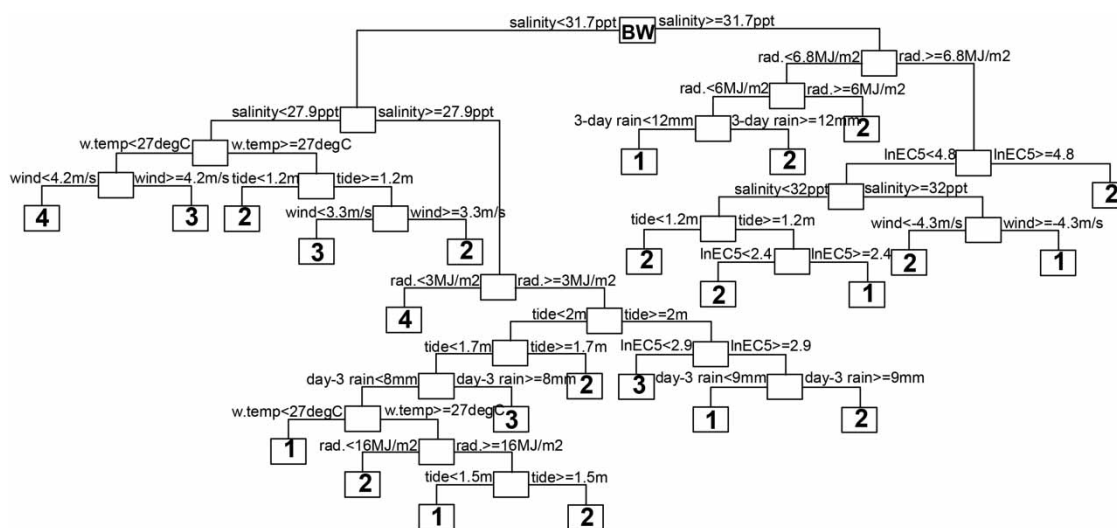 salinity<31.7ppt BW salinity>=31.7ppt
rad.<6.8MJ/m2 rad.>=6.8MJ/m2
rad.<6MJ/m2 rad.>=6MJ/m2
salinity<27.9ppt salinity>=27.9ppt
3-day rain<12mm 3-day rain>=12mm 2
w.temp<27degC w.temp>=27degC
1 2
lnEC5<4.8 lnEC5>=4.8
wind<4.2m/s wind>=4.2m/s tide<1.2m tide>=1.2m
salinity<32ppt salinity>=32ppt 2
4 3 2 wind<3.3m/s wind>=3.3m/s
tide<1.2m tide>=1.2m wind<-4.3m/s wind>=-4.3m/s
3 2
2 lnEC5<2.4 lnEC5>=2.4 2 1
rad.<3MJ/m2 rad.>=3MJ/m2
4 2 1
tide<2m tide>=2m
tide<1.7m tide>=1.7m lnEC5<2.9 lnEC5>=2.9
day-3 rain<8mm day-3 rain>=8mm 2 3 day-3 rain<9mm day-3 rain>=9mm
w.temp<27degC w.temp>=27degC 3 1 2
1 rad.<16MJ/m2 rad.>=16MJ/m2
2 tide<1.5m tide>=1.5m
1 2